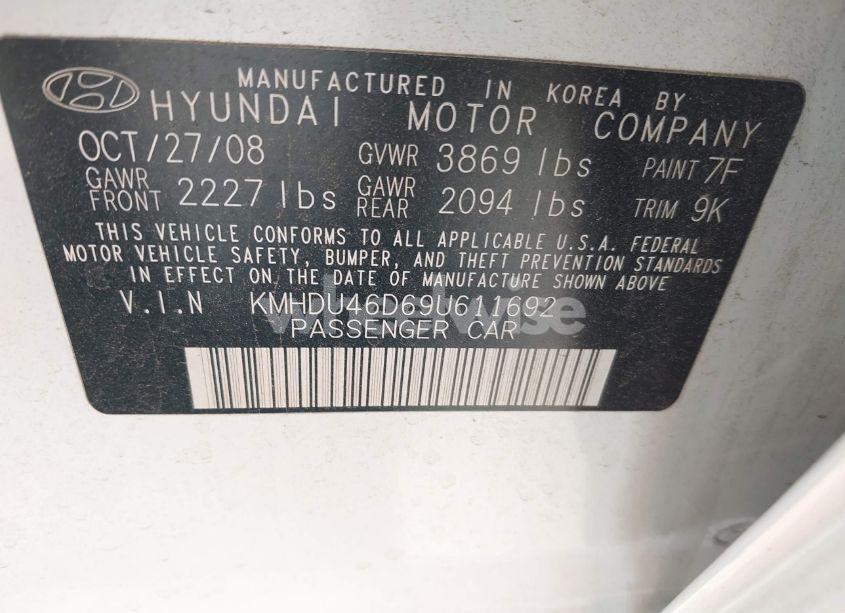 MANUFACTURED IN KOREA BY
HYUNDAI MOTOR COMPANY
OCT/27/08 GVWR 3869 lbs PAINT 7F
GAWR FRONT 2227 lbs GAWR REAR 2094 lbs TRIM 9K
THIS VEHICLE CONFORMS TO ALL APPLICABLE U.S.A. FEDERAL
MOTOR VEHICLE SAFETY, BUMPER, AND THEFT PREVENTION STANDARDS
IN EFFECT ON THE DATE OF MANUFACTURE SHOWN ABOVE
V.I.N KMHDU46D69U611692
wheelwise
PASSENGER CAR